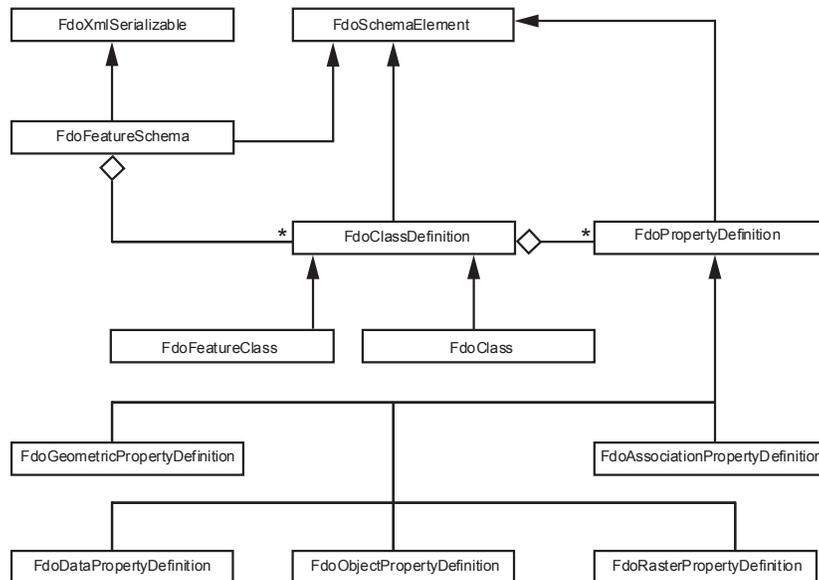 FdoXmlSerializable
FdoSchemaElement
FdoFeatureSchema
*
*
FdoClassDefinition
FdoPropertyDefinition
FdoFeatureClass
FdoClass
FdoGeometricPropertyDefinition
FdoAssociationPropertyDefinition
FdoDataPropertyDefinition
FdoObjectPropertyDefinition
FdoRasterPropertyDefinition